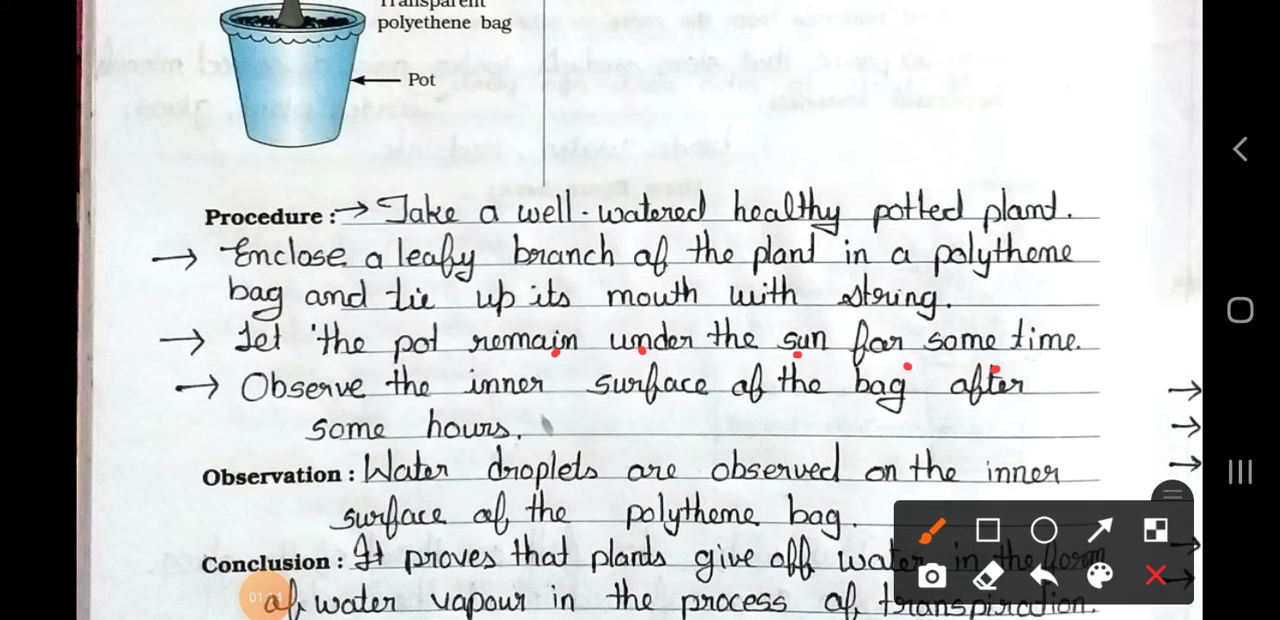 Transparent
polyethene bag
Pot
Procedure : → Take a well-watered healthy potted plant.
→ Enclose a leafy branch of the plant in a polytheme
bag and tie up its mouth with string.
→ Let the pot remain under the sun for some time.
→ Observe the inner surface of the bag after
some hours.
Observation : Water droplets are observed on the inner
surface of the polytheme bag.
Conclusion : It proves that plants give off water in the form
of water vapour in the process of transpiration.